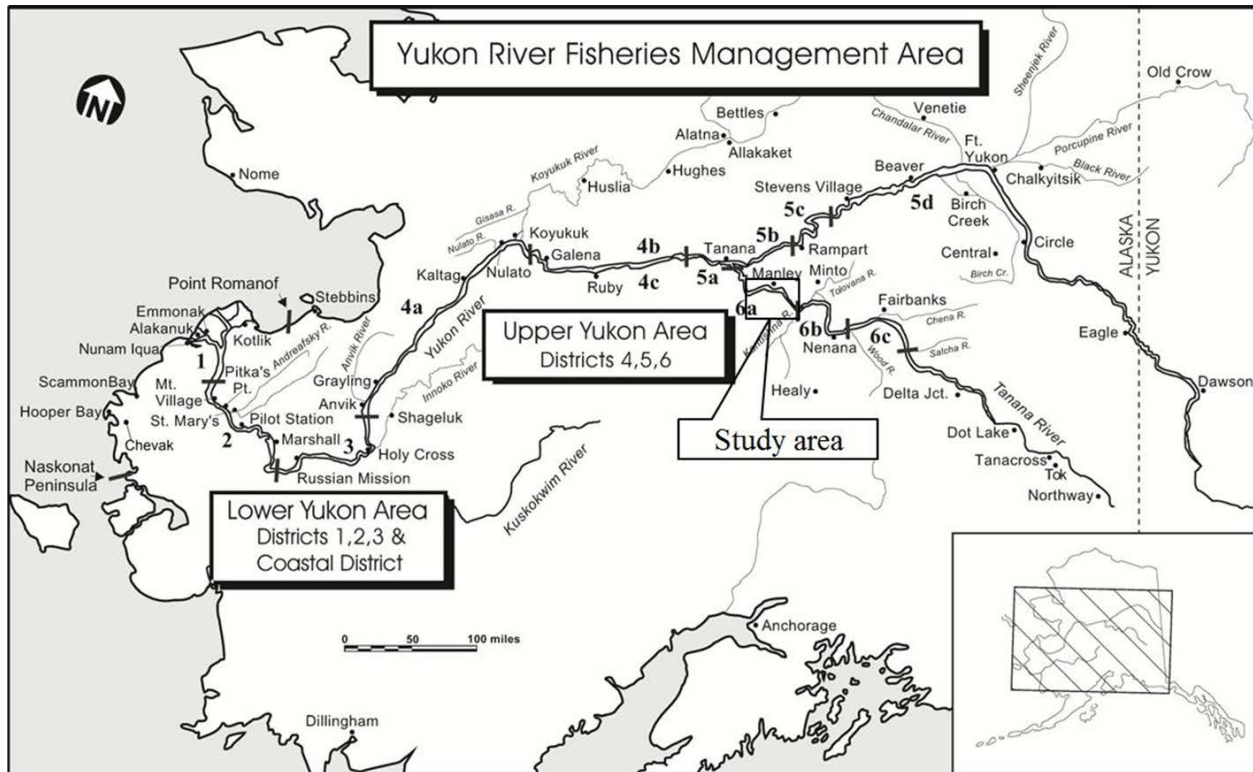 Yukon River Fisheries Management Area
N
Nome
Bettles
Alatna
Allakaket
Hughes
Koyukuk River
Huslia
Venetie
Chandalar River
Sheenjek River
Old Crow
Porcupine River
Ft.
Yukon
Black River
Chalkyitsik
Beaver
Stevens Village
5c
5d
Birch
Creek
Central
Birch Cr.
Circle
ALASKA
YUKON
Eagle
Dawson
Gisasa R.
Nulato R.
Koyukuk
Nulato
Galena
Kaltag
4a
4b
4c
Ruby
Tanana
5a
5b
Rampart
Manley
Minto
Tolovana R.
6a
Kantishna R.
6b
Nenana
Wood R.
Fairbanks
Chena R.
6c
Salcha R.
Healy
Delta Jct.
Tanana River
Dot Lake
Tanacross
Tok
Northway
Study area
Upper Yukon Area
Districts 4,5,6
Point Romanof
Stebbins
Emmonak
Alakanuk
Nunam Iqua
Kotlik
1
Andreafsky R.
Anvik River
Yukon River
Innoko River
Grayling
Anvik
Shageluk
Scammon Bay
Mt.
Village
Pitka's
Pt.
St. Mary's
Pilot Station
Hooper Bay
Chevak
2
Marshall
3
Holy Cross
Russian Mission
Naskonat
Peninsula
Kuskokwim River
Lower Yukon Area
Districts 1,2,3 &
Coastal District
0 50 100 miles
Anchorage
Dillingham